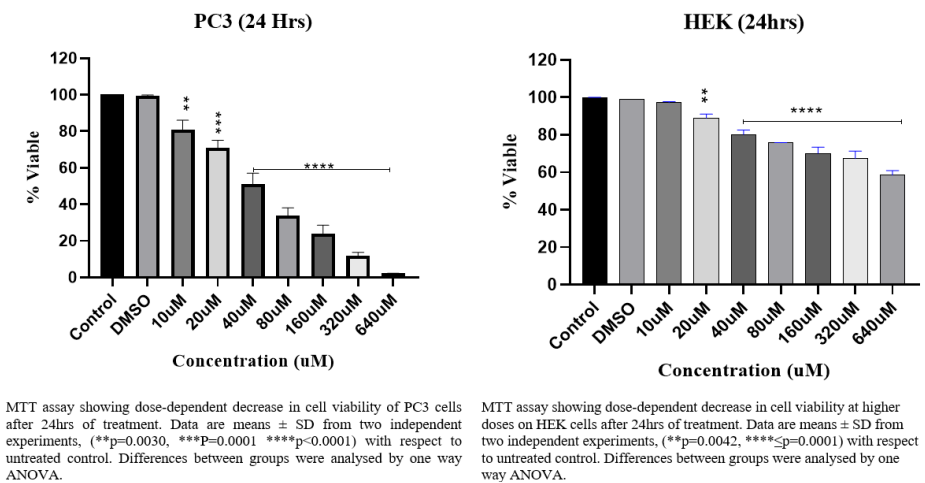 PC3 (24 Hrs)
120
100
80
60
40
20
0
% Viable
**
***
****
Control
DMSO
10uM
20uM
40uM
80uM
160uM
320uM
640uM
Concentration (uM)
MTT assay showing dose-dependent decrease in cell viability of PC3 cells
after 24hrs of treatment. Data are means ± SD from two independent
experiments, (**p=0.0030, ***P=0.0001 ****p<0.0001) with respect to
untreated control. Differences between groups were analysed by one way
ANOVA.
HEK (24hrs)
120
100
80
60
40
20
0
% Viable
**
****
Control
DMSO
10uM
20uM
40uM
80uM
160uM
320uM
640uM
Concentration (uM)
MTT assay showing dose-dependent decrease in cell viability at higher
doses on HEK cells after 24hrs of treatment. Data are means ± SD from
two independent experiments, (**p=0.0042, ****≤p=0.0001) with respect
to untreated control. Differences between groups were analysed by one
way ANOVA.